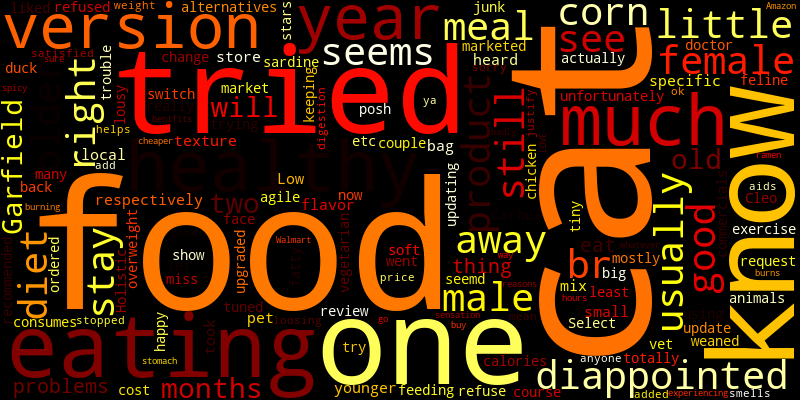 liked refused weight alternatives
version
year
stars
junk
meal
corn
little
Amazon
satisfied
change store
seems
marketed
heard
see
actually
doctor
female
duck
trouble
sardine
keeping
tried
cat
specific
feline
right
lousy
switch
market
will
posh
ya
still
unfortunately
ok
much
know
spicy
Garfield
helps
texture
digestion
etc couple bag
product
justify
chicken
local
add
healthy
old
many
back
Low
agile
now
flavor
updating
usually
aids
Cleo
burning
respectively
two
face
vegetarian
away
tiny
eat
good
exercise
food
diet
ordered
stay
Holistic
overweight
upgraded
show
miss
Walmart
soft
went
price
thing
seemd
br
mostly
big
request
burns
mix
least
animals
male
small
consumes stopped
happy
tuned
pet
review
one
Select
update
weaned
eating
took
try
go
sensation
buy
way
reasons
hours
vet
anyone
totally
calories
stomach
diappointed
problems
cost
months
younger feeding refuse
course
added
experiencing
smells
ramen
cheaper
recommended